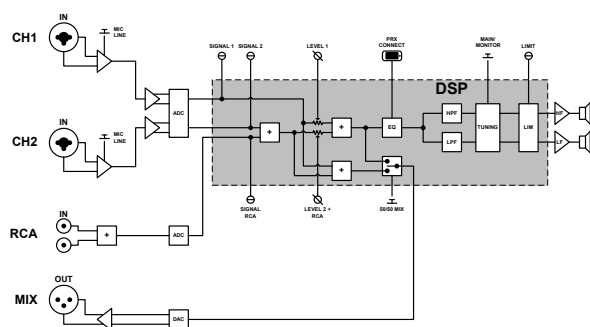 CH1
IN
MIC
LINE
SIGNAL 1
SIGNAL 2
LEVEL 1
PRX
CONNECT
MAIN/
MONITOR
LIMIT
DSP
ADC
CH2
IN
MIC
LINE
+
+
EQ
HPF
LPF
TUNING
LIM
HF
LF
+
SIGNAL
RCA
LEVEL 2 +
RCA
50/50 MIX
RCA
IN
+
ADC
MIX
OUT
DAC